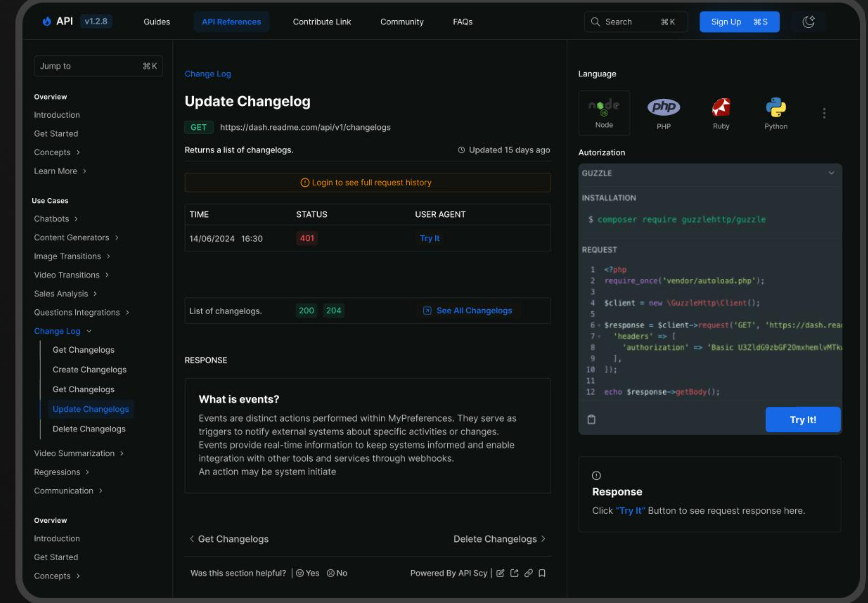 API v1.2.8 Guides API References Contribute Link Community FAQs Search ⌘K Sign Up ⌘S
Jump to ⌘K
Overview
Introduction
Get Started
Concepts >
Learn More >
Use Cases
Chatbots >
Content Generators >
Image Transitions >
Video Transitions >
Sales Analysis >
Questions Integrations >
Change Log
Get Changelogs
Create Changelogs
Get Changelogs
Update Changelogs
Delete Changelogs
Video Summarization >
Regressions >
Communication >
Overview
Introduction
Get Started
Concepts >
Change Log
Update Changelog
GET https://dash.readme.com/api/v1/changelogs
Returns a list of changelogs. Updated 15 days ago
Login to see full request history
TIME STATUS USER AGENT
14/06/2024 16:30 401 Try It
List of changelogs. 200 204 See All Changelogs
RESPONSE
What is events?
Events are distinct actions performed within MyPreferences. They serve as
triggers to notify external systems about specific activities or changes.
Events provide real-time information to keep systems informed and enable
integration with other tools and services through webhooks.
An action may be system initiate
< Get Changelogs Delete Changelogs >
Was this section helpful? | Yes No Powered By API Scy |
Language
node php
Node PHP Ruby Python
Autorization
GUZZLE
INSTALLATION
$ composer require guzzlehttp/guzzle
REQUEST
1 <?php
2 require_once('vendor/autoload.php');
3
4 $client = new \GuzzleHttp\Client();
5
6 $response = $client->request('GET', 'https://dash.rea
7 'headers' => [
8 'authorization' => 'Basic U3ZldG9zbGF2OmxhemlvMTk
9 ],
10 ]);
11
12 echo $response->getBody();
Try It!
Response
Click "Try It" Button to see request response here.